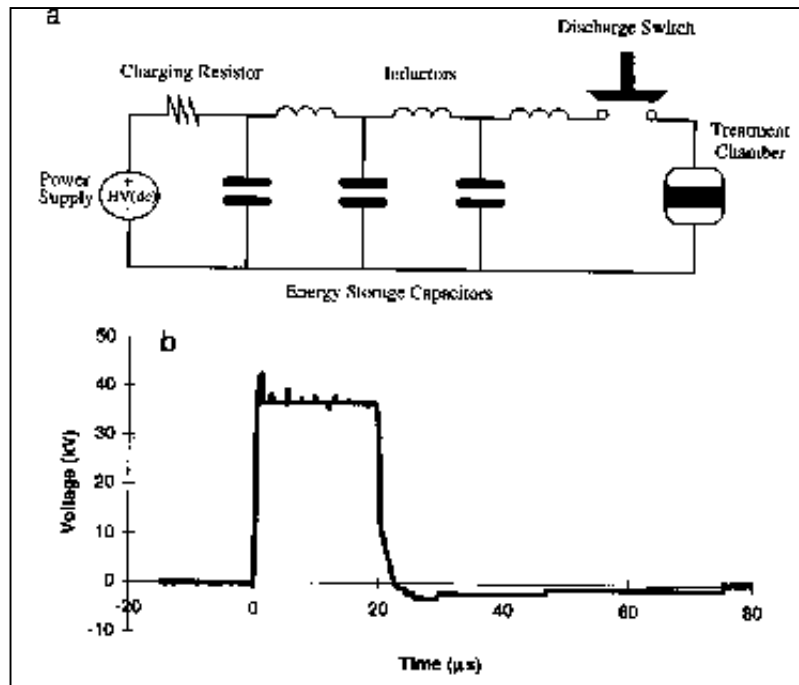 a
Discharge Switch
Charging Resistor
Inductors
Treatment
Chamber
Power
Supply
+
HV(dc)
Energy Storage Capacitors
b
50
40
30
20
10
0
-10
Voltage (kV)
-20
0
20
40
60
80
Time (µs)